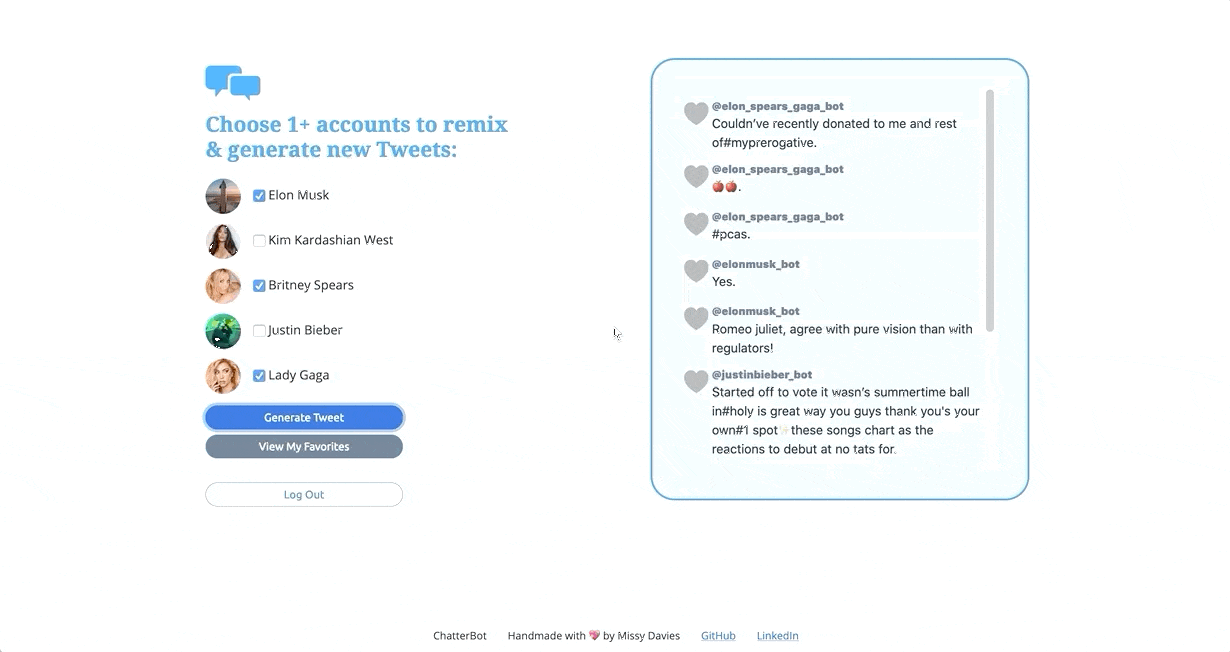 Choose 1+ accounts to remix
& generate new Tweets:
Elon Musk
Kim Kardashian West
Britney Spears
Justin Bieber
Lady Gaga
Generate Tweet
View My Favorites
Log Out
@elon_spears_gaga_bot
Couldn’ve recently donated to me and rest
of#myprerogative.
@elon_spears_gaga_bot
🍎🍎.
@elon_spears_gaga_bot
#pcas.
@elonmusk_bot
Yes.
@elonmusk_bot
Romeo juliet, agree with pure vision than with
regulators!
@justinbieber_bot
Started off to vote it wasn’s summertime ball
in#holy is great way you guys thank you's your
own#1 spot✨these songs chart as the
reactions to debut at no tats for.
ChatterBot Handmade with 💖 by Missy Davies GitHub LinkedIn